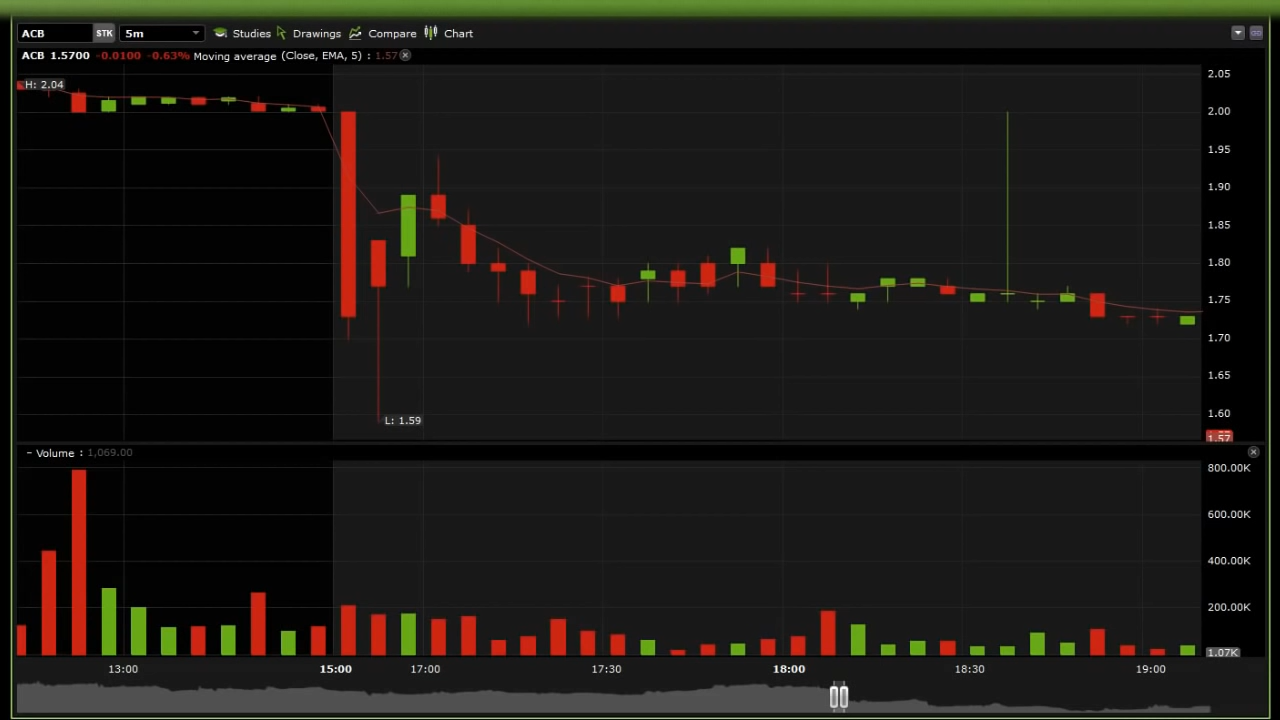 ACB STK 5m Studies Drawings Compare Chart
ACB 1.5700 -0.0100 -0.63% Moving average (Close, EMA, 5) : 1.57
H: 2.04
2.05
2.00
1.95
1.90
1.85
1.80
1.75
1.70
1.65
1.60
L: 1.59
1.57
- Volume : 1,069.00
800.00K
600.00K
400.00K
200.00K
1.07K
13:00 15:00 17:00 17:30 18:00 18:30 19:00